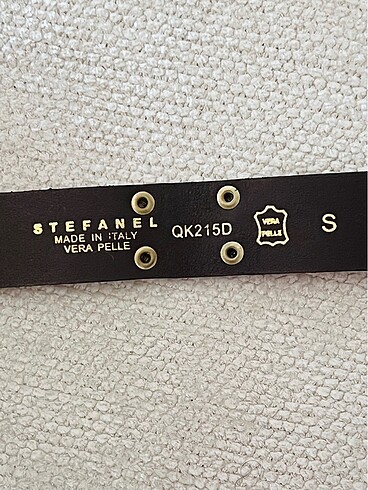 STEFANEL
MADE IN ITALY
VERA PELLE
QK215D
VERA
PELLE
S